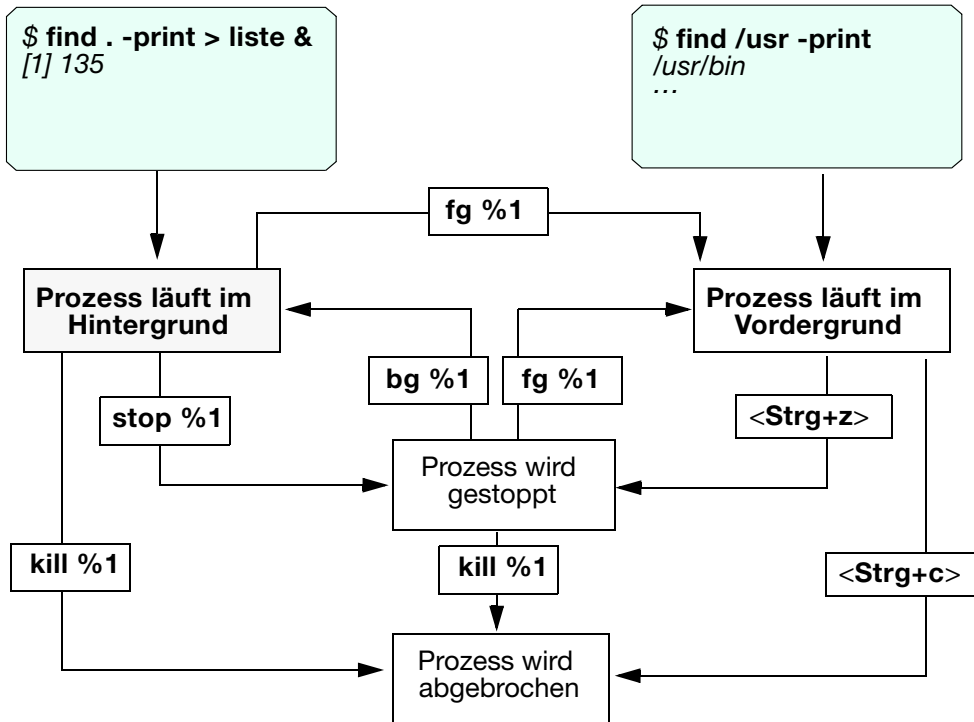 $ find . -print > liste &
[1] 135
$ find /usr -print
/usr/bin
...
fg %1
Prozess läuft im
Hintergrund
Prozess läuft im
Vordergrund
bg %1
fg %1
stop %1
<Strg+z>
Prozess wird
gestoppt
kill %1
kill %1
<Strg+c>
Prozess wird
abgebrochen